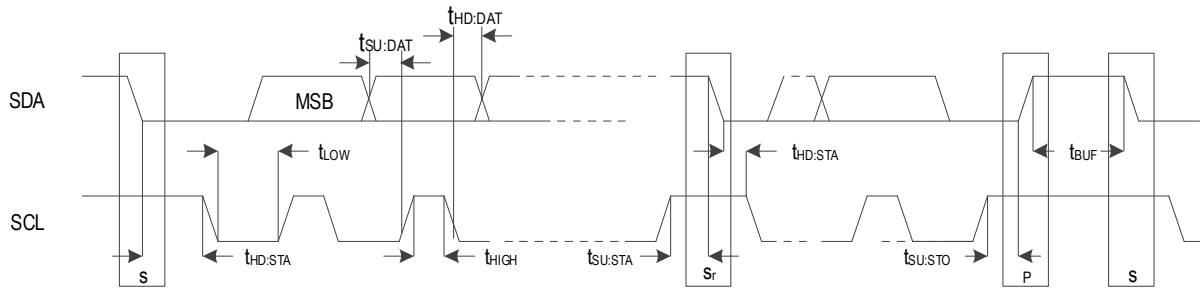 tHD:DAT
tSU:DAT
SDA
MSB
tLOW
tHD:STA
tBUF
SCL
tHD:STA
tHIGH
tSU:STA
tSU:STO
S
Sr
P
S